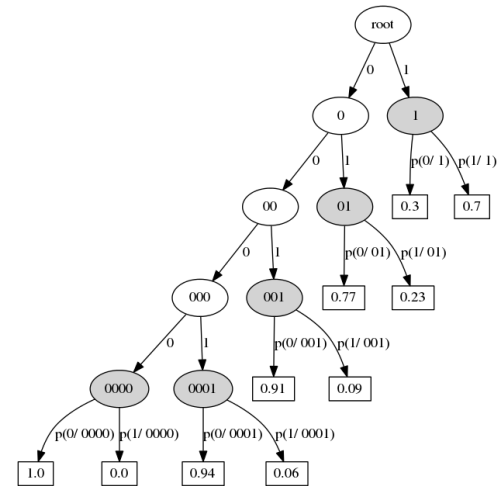 root
0 1
0 1
0 1
p(0/ 1) p(1/ 1)
00 01 0.3 0.7
0 1
p(0/ 01) p(1/ 01)
000 001 0.77 0.23
0 1
p(0/ 001) p(1/ 001)
0000 0001 0.91 0.09
p(0/ 0000) p(1/ 0000) p(0/ 0001) p(1/ 0001)
1.0 0.0 0.94 0.06